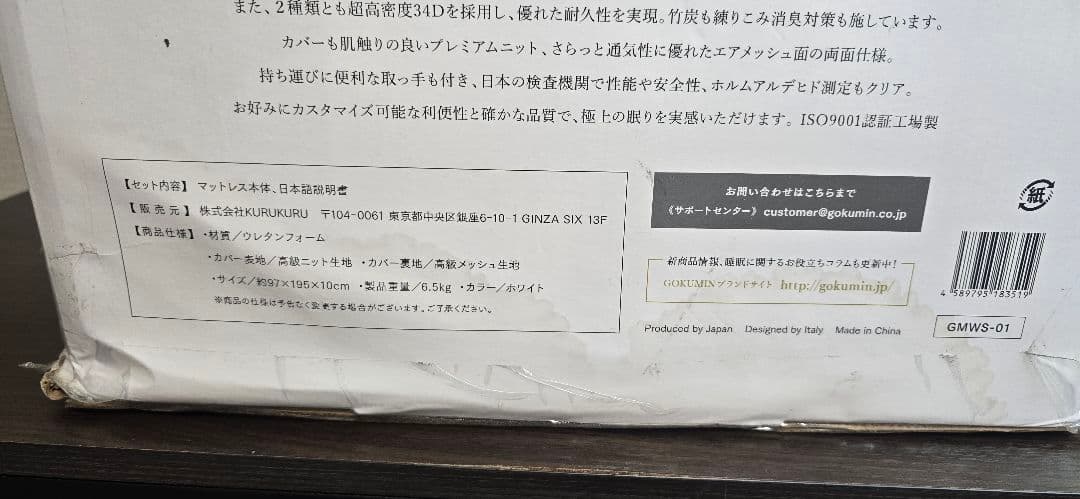 また、2種類とも超高密度34Dを採用し、優れた耐久性を実現。竹炭も練りこみ消臭対策も施しています。
カバーも肌触りの良いプレミアムニット、さらっと通気性に優れたエアメッシュ面の両面仕様。
持ち運びに便利な取っ手も付き、日本の検査機関で性能や安全性、ホルムアルデヒド測定もクリア。
お好みにカスタマイズ可能な利便性と確かな品質で、極上の眠りを実感いただけます。ISO9001認証工場製
【セット内容】 マットレス本体、日本語説明書
【販売元】 株式会社KURUKURU 〒104-0061 東京都中央区銀座6-10-1 GINZA SIX 13F
【商品仕様】 ・材質/ウレタンフォーム
・カバー表地/高級ニット生地 ・カバー裏地/高級メッシュ生地
・サイズ/約97×195×10cm ・製品重量/6.5kg ・カラー/ホワイト
※商品の仕様は予告なく変更する場合がございます。ご了承ください。
お問い合わせはこちらまで
《サポートセンター》 customer@gokumin.co.jp
新商品情報、睡眠に関するお役立ちコラムも更新中!
GOKUMINブランドサイト http://gokumin.jp/
Produced by Japan Designed by Italy Made in China
紙
4 589795 183519
GMWS-01